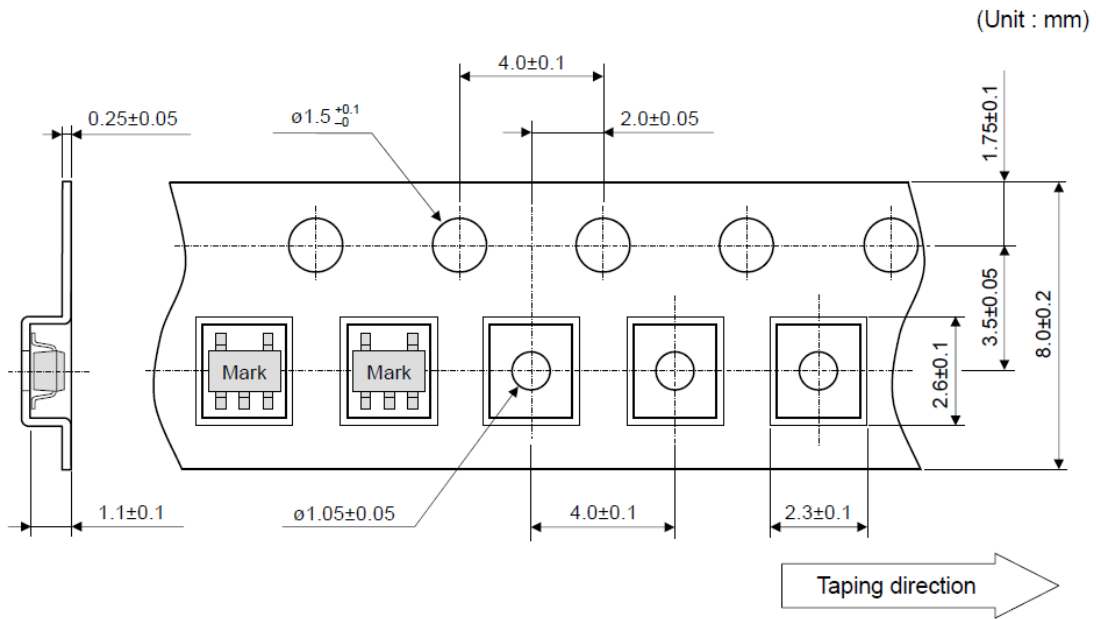 (Unit : mm)
4.0±0.1
0.25±0.05
ø1.5 +0.1 −0
2.0±0.05
1.75±0.1
3.5±0.05
8.0±0.2
2.6±0.1
Mark
Mark
1.1±0.1
ø1.05±0.05
4.0±0.1
2.3±0.1
Taping direction